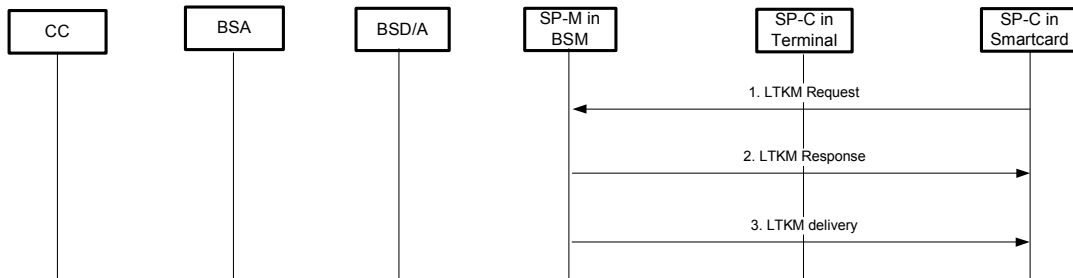 CC
BSA
BSD/A
SP-M in
BSM
SP-C in
Terminal
SP-C in
Smartcard
1. LTKM Request
2. LTKM Response
3. LTKM delivery